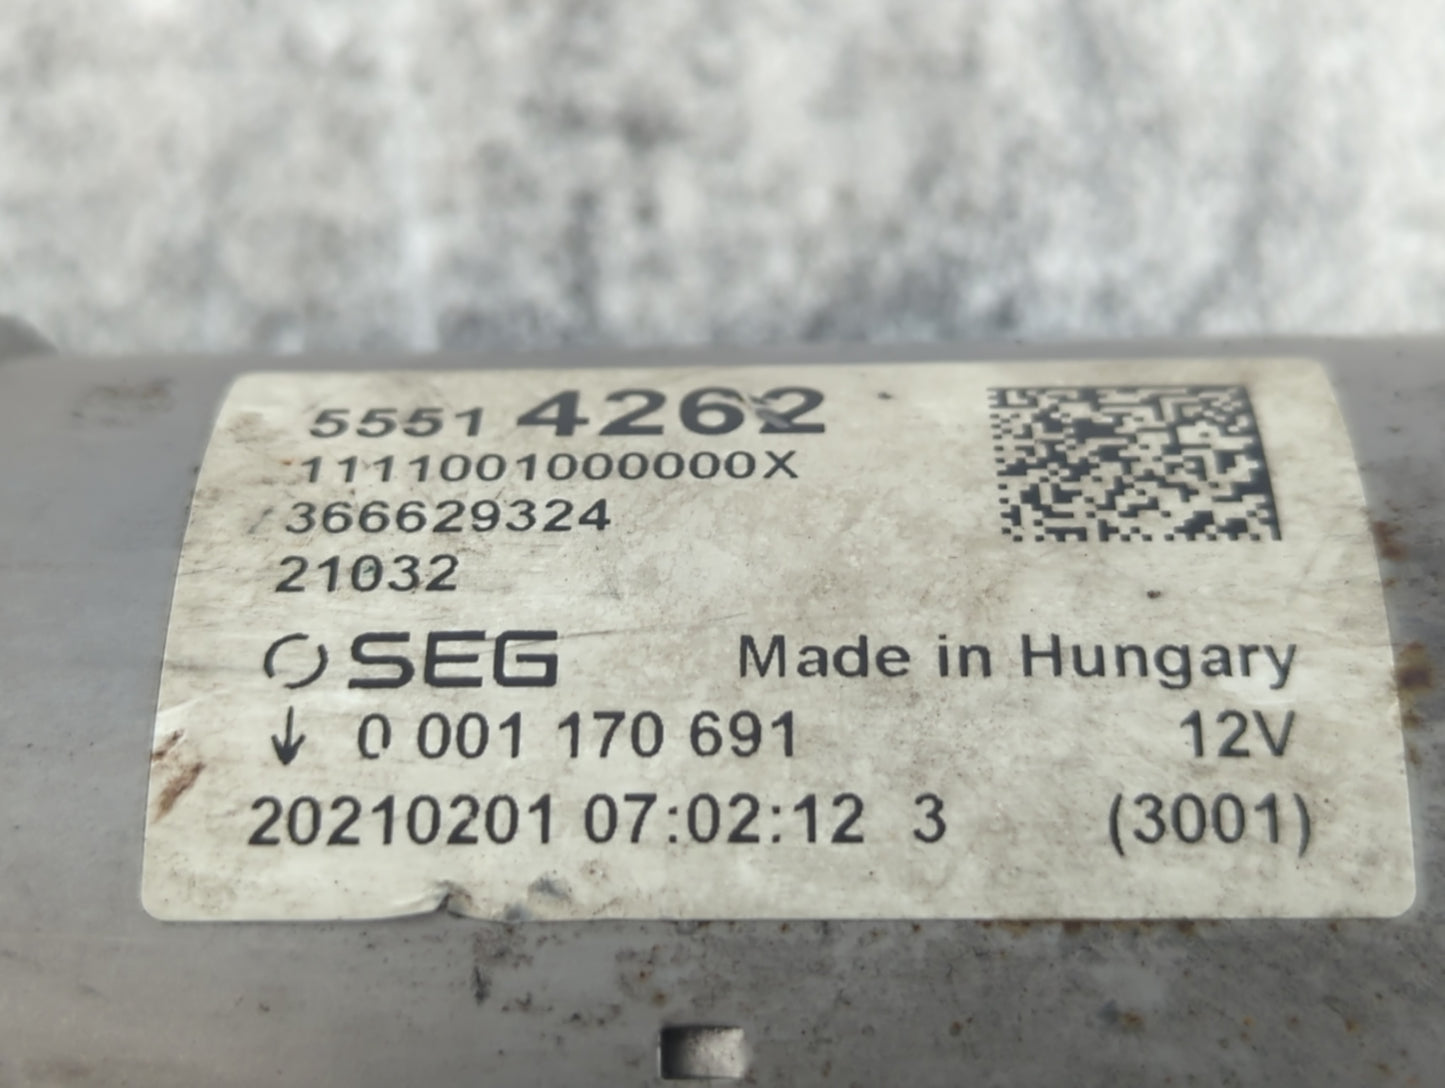 5551 4262
1111001000000X
366629324
21032
SEG Made in Hungary
↓ 0 001 170 691 12V
20210201 07:02:12 3 (3001)